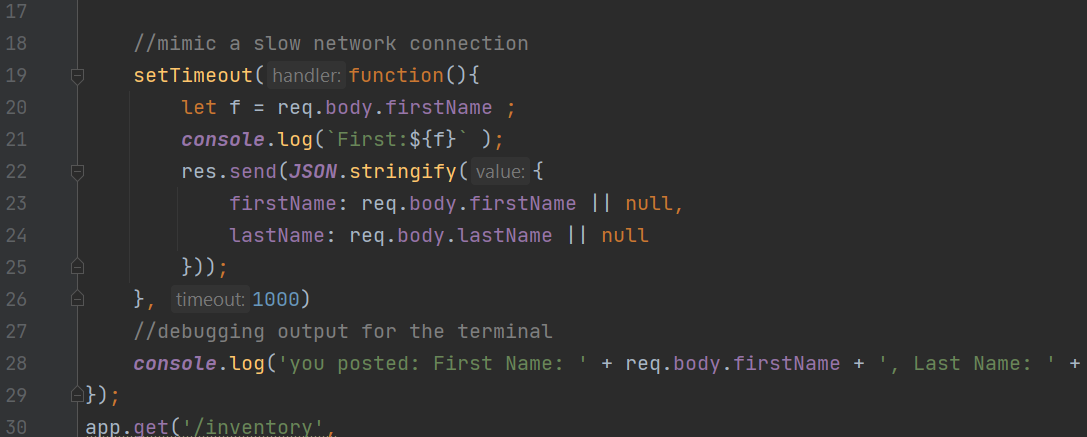 17
18 //mimic a slow network connection
19 setTimeout( handler: function(){
20 let f = req.body.firstName ;
21 console.log(`First:${f}` );
22 res.send(JSON.stringify( value: {
23 firstName: req.body.firstName || null,
24 lastName: req.body.lastName || null
25 }));
26 }, timeout: 1000)
27 //debugging output for the terminal
28 console.log('you posted: First Name: ' + req.body.firstName + ', Last Name: ' +
29 });
30 app.get('/inventory',